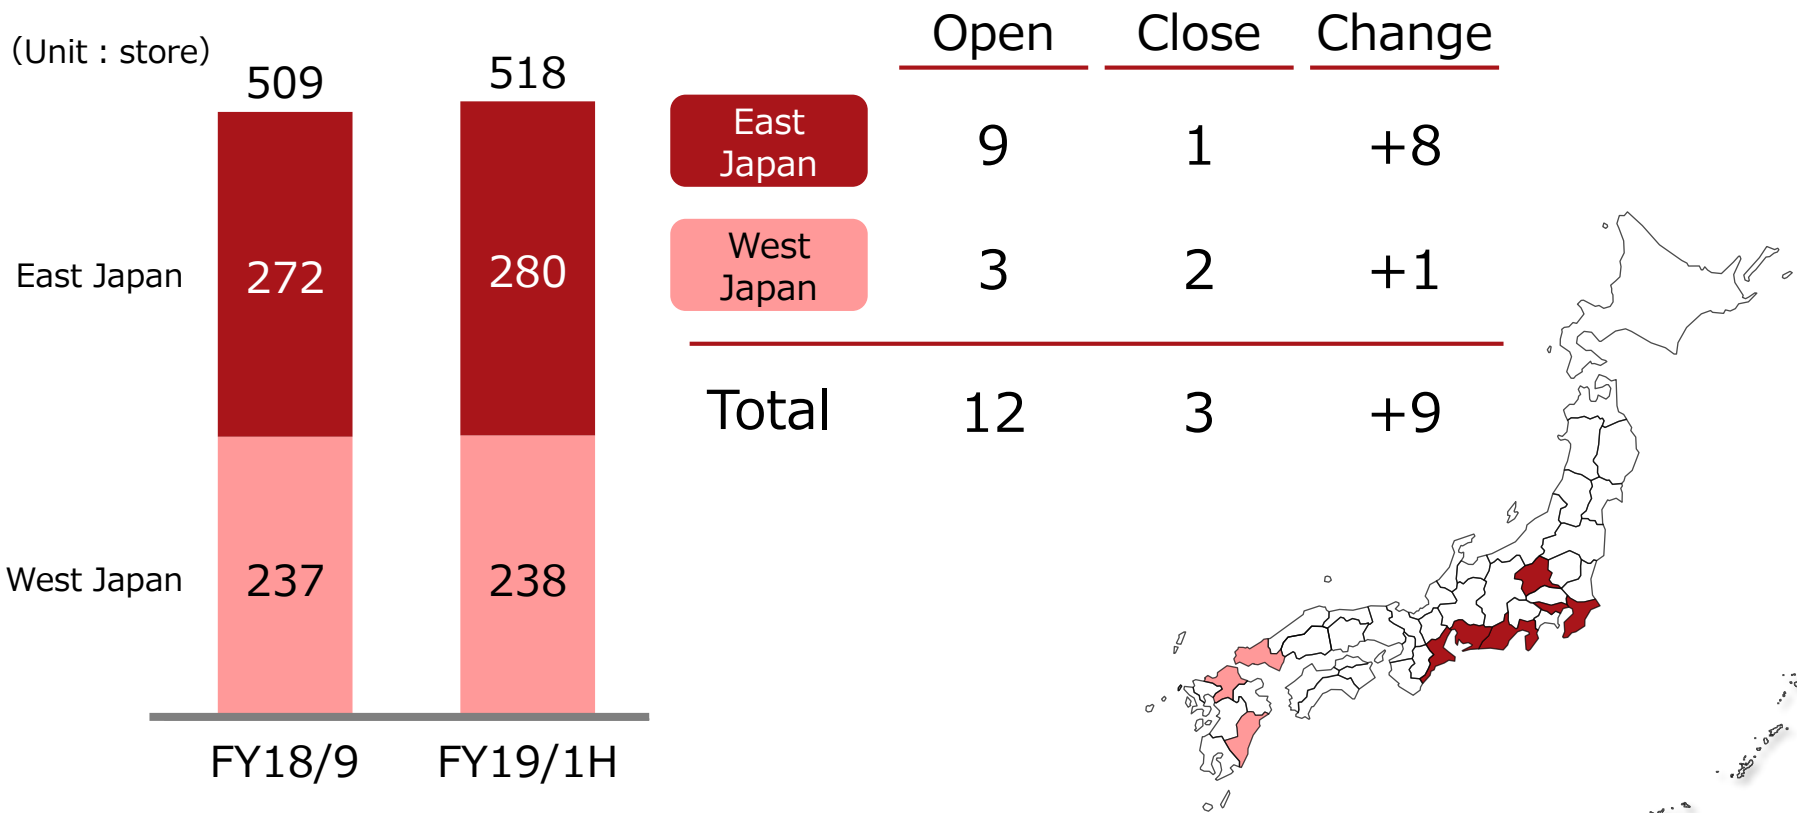 (Unit : store)
509
518
East Japan
272
280
West Japan
237
238
FY18/9
FY19/1H
Open Close Change
East
Japan
9 1 +8
West
Japan
3 2 +1
Total 12 3 +9